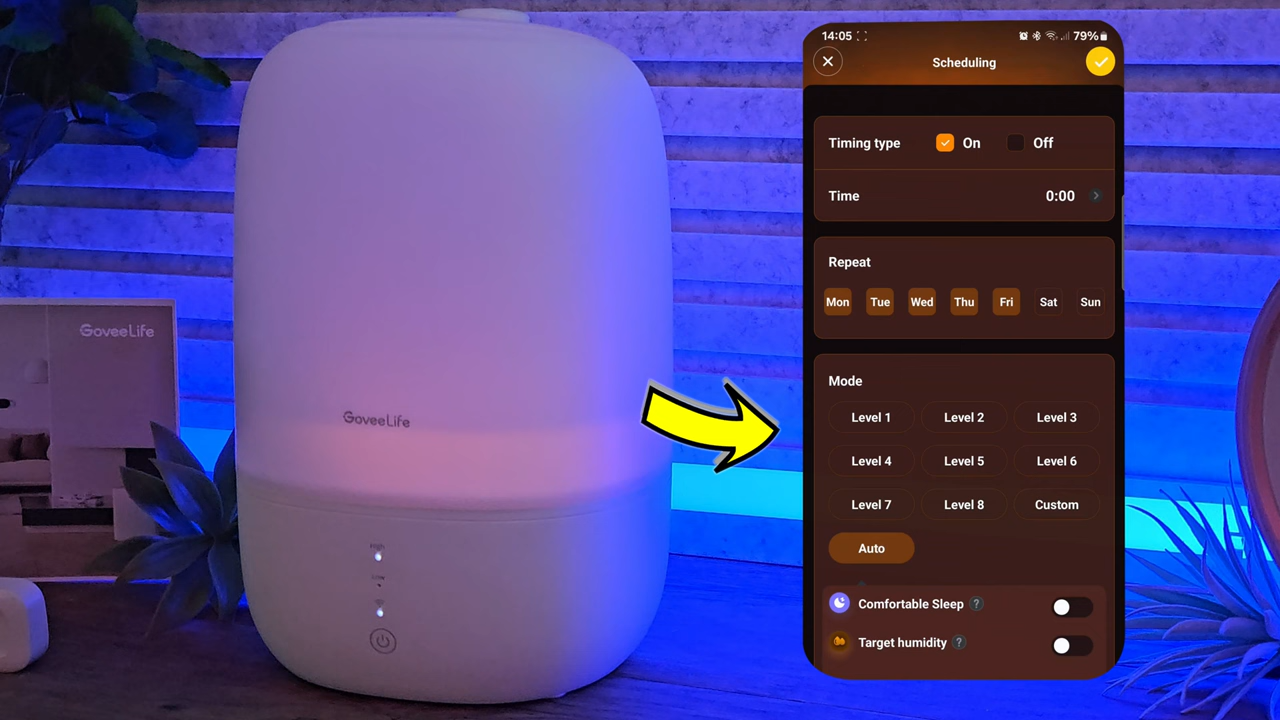 GoveeLife
GoveeLife
High
Low
14:05
79%
Scheduling
Timing type On Off
Time 0:00
Repeat
Mon Tue Wed Thu Fri Sat Sun
Mode
Level 1 Level 2 Level 3
Level 4 Level 5 Level 6
Level 7 Level 8 Custom
Auto
Comfortable Sleep ?
Target humidity ?